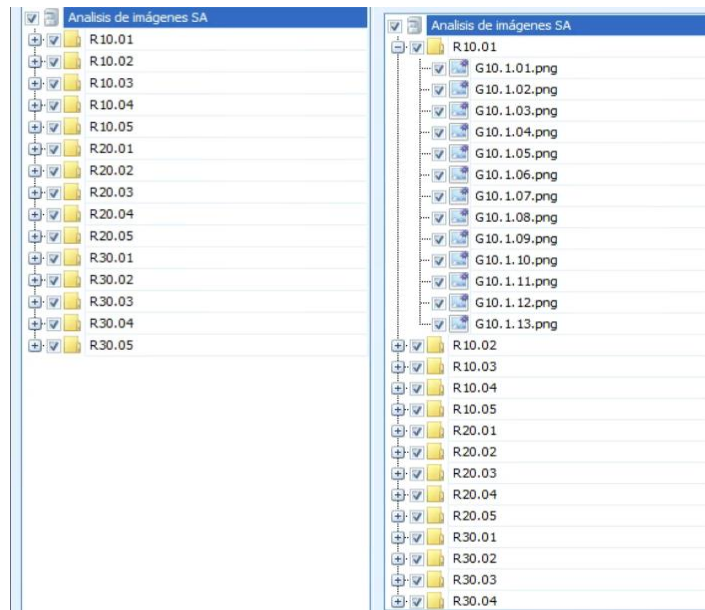 Analisis de imágenes SA
R10.01
R10.02
R10.03
R10.04
R10.05
R20.01
R20.02
R20.03
R20.04
R20.05
R30.01
R30.02
R30.03
R30.04
R30.05
Analisis de imágenes SA
R10.01
G10.1.01.png
G10.1.02.png
G10.1.03.png
G10.1.04.png
G10.1.05.png
G10.1.06.png
G10.1.07.png
G10.1.08.png
G10.1.09.png
G10.1.10.png
G10.1.11.png
G10.1.12.png
G10.1.13.png
R10.02
R10.03
R10.04
R10.05
R20.01
R20.02
R20.03
R20.04
R20.05
R30.01
R30.02
R30.03
R30.04